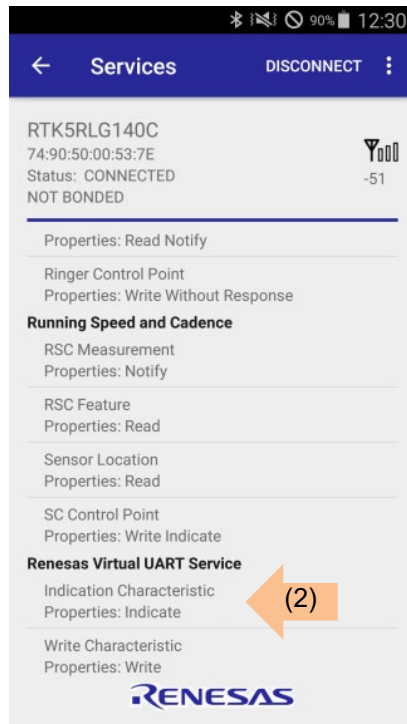 90% 12:30
Services DISCONNECT
RTK5RLG140C
74:90:50:00:53:7E
Status: CONNECTED
-51
NOT BONDED
Properties: Read Notify
Ringer Control Point
Properties: Write Without Response
Running Speed and Cadence
RSC Measurement
Properties: Notify
RSC Feature
Properties: Read
Sensor Location
Properties: Read
SC Control Point
Properties: Write Indicate
Renesas Virtual UART Service
Indication Characteristic
(2)
Properties: Indicate
Write Characteristic
Properties: Write
RENESAS